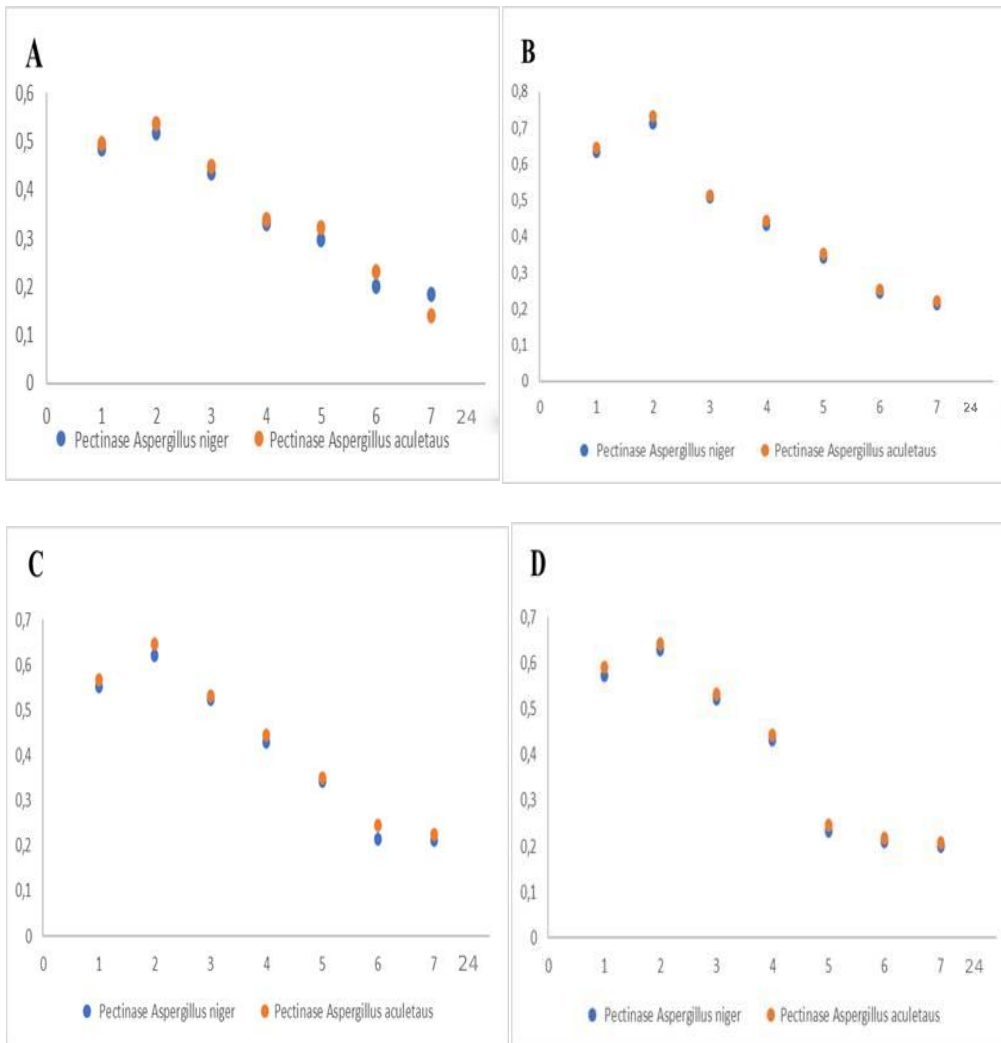 A
0,6
0,5
0,4
0,3
0,2
0,1
0
0 1 2 3 4 5 6 7 24
Pectinase Aspergillus niger Pectinase Aspergillus aculetaus
B
0,8
0,7
0,6
0,5
0,4
0,3
0,2
0,1
0
0 1 2 3 4 5 6 7 24
Pectinase Aspergillus niger Pectinase Aspergillus aculetaus
C
0,7
0,6
0,5
0,4
0,3
0,2
0,1
0
0 1 2 3 4 5 6 7 24
Pectinase Aspergillus niger Pectinase Aspergillus aculetaus
D
0,7
0,6
0,5
0,4
0,3
0,2
0,1
0
0 1 2 3 4 5 6 7 24
Pectinase Aspergillus niger Pectinase Aspergillus aculetaus